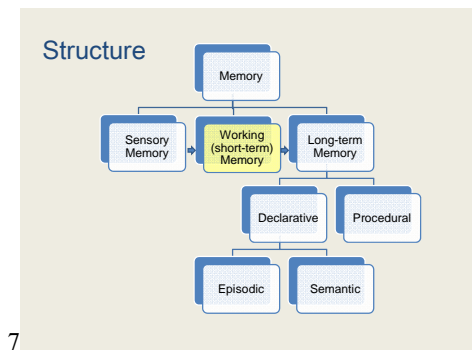 Structure
Memory
Sensory
Memory
Working
(short-term)
Memory
Long-term
Memory
Declarative
Procedural
Episodic
Semantic
7